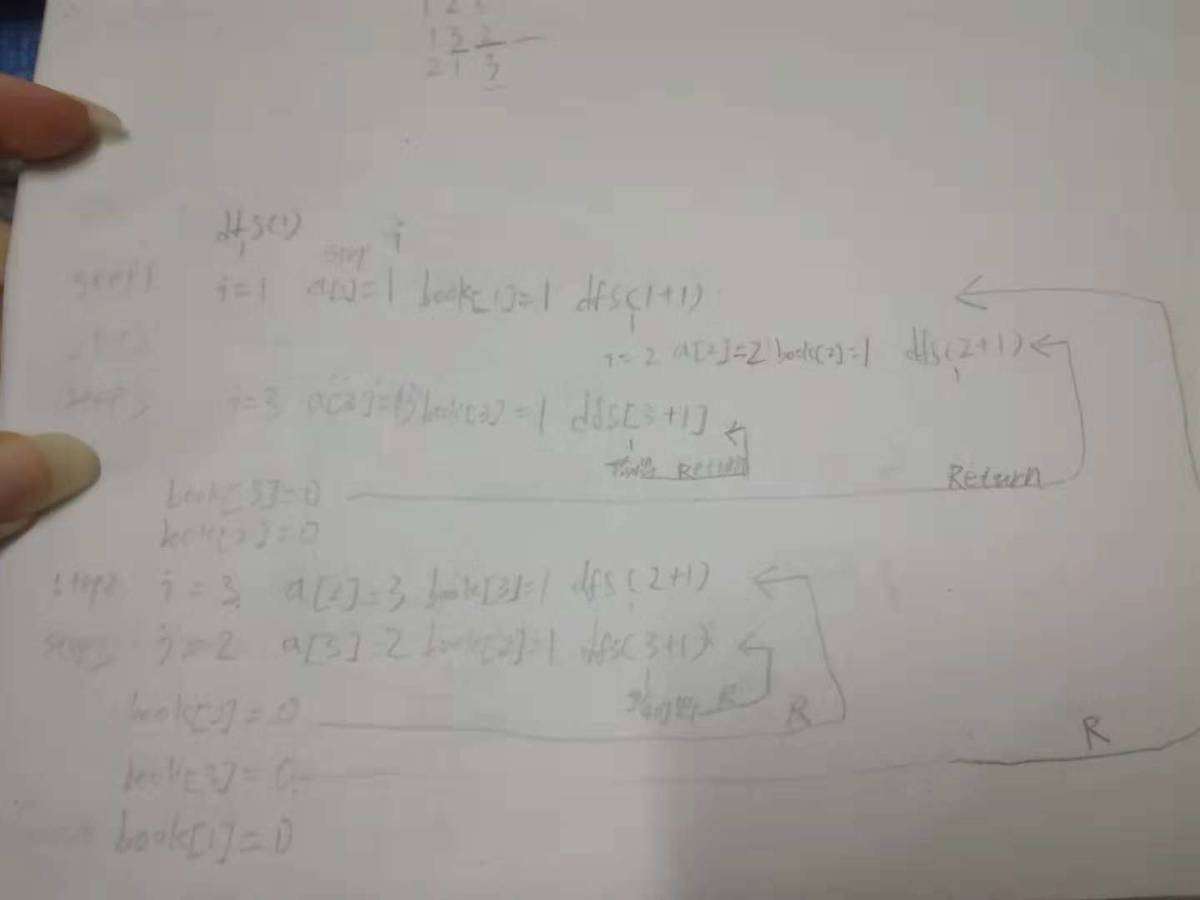 1 2
1 3 2
2 1 3
dfs(1)
step i
step1 i=1 a[1]=1 book[1]=1 dfs(1+1)
i=2 a[2]=2 book[2]=1 dfs(2+1)
step3 i=3 a[3]=3 book[3]=1 dfs[3+1]
Return
book[3]=0 Return
book[2]=0
step2 i=3 a[2]=3 book[3]=1 dfs(2+1)
step3 i=2 a[3]=2 book[2]=1 dfs(3+1)
R
book[2]=0 R
book[3]=0 R
book[1]=0